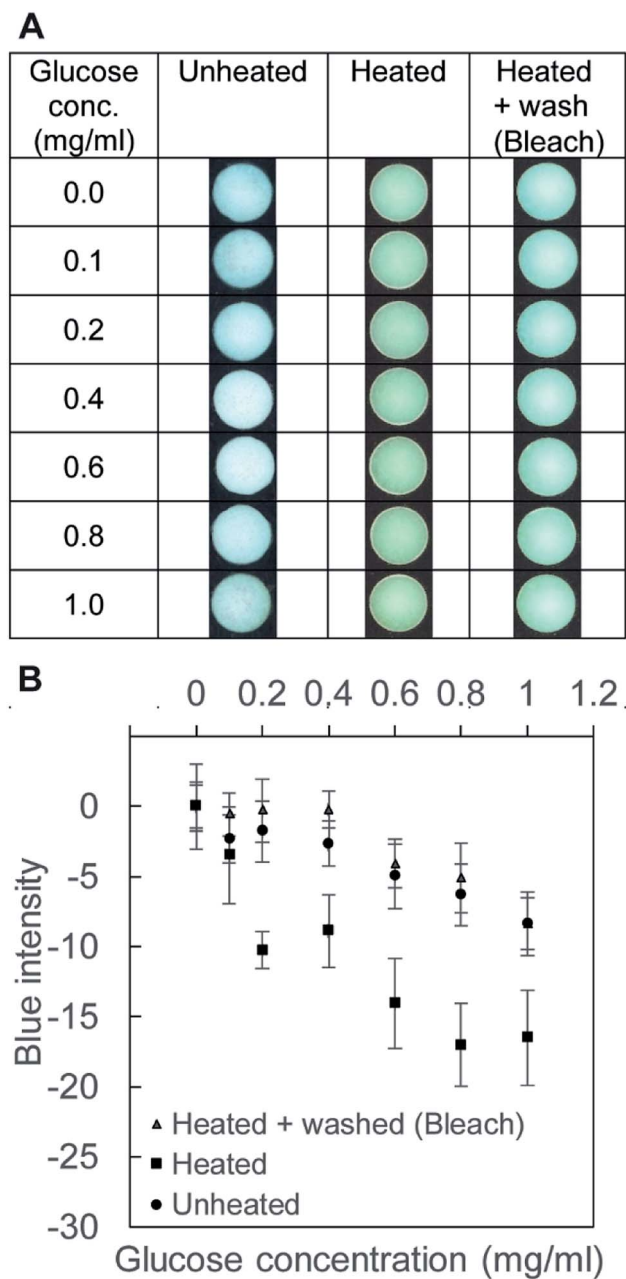 A
Glucose conc. (mg/ml) Unheated Heated Heated + wash (Bleach)
0.0
0.1
0.2
0.4
0.6
0.8
1.0
B
0 0.2 0.4 0.6 0.8 1 1.2
0
-5
-10
-15
-20
-25
-30
Blue intensity
Heated + washed (Bleach)
Heated
Unheated
Glucose concentration (mg/ml)